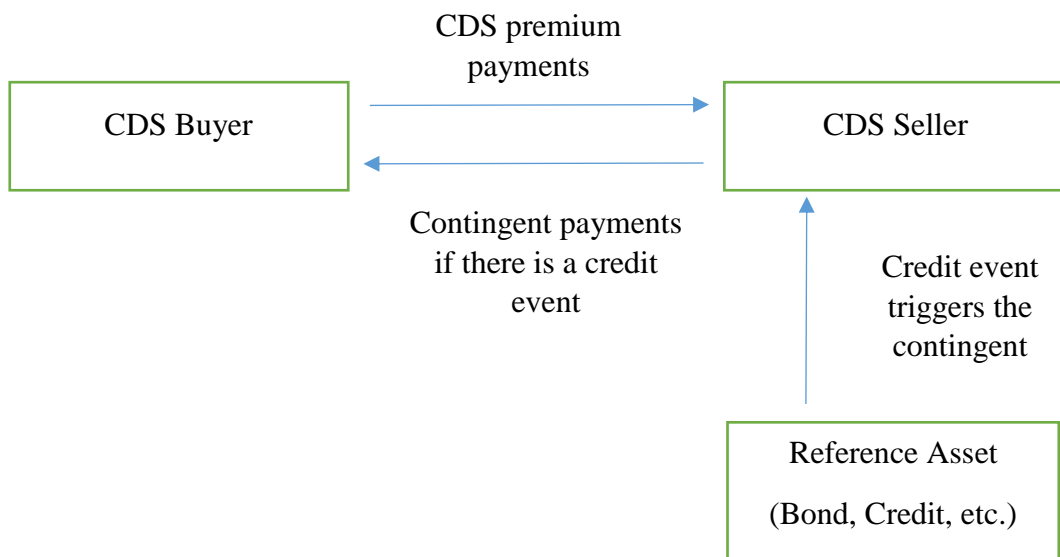 CDS premium
payments
CDS Buyer
CDS Seller
Contingent payments
if there is a credit
event
Credit event
triggers the
contingent
Reference Asset
(Bond, Credit, etc.)